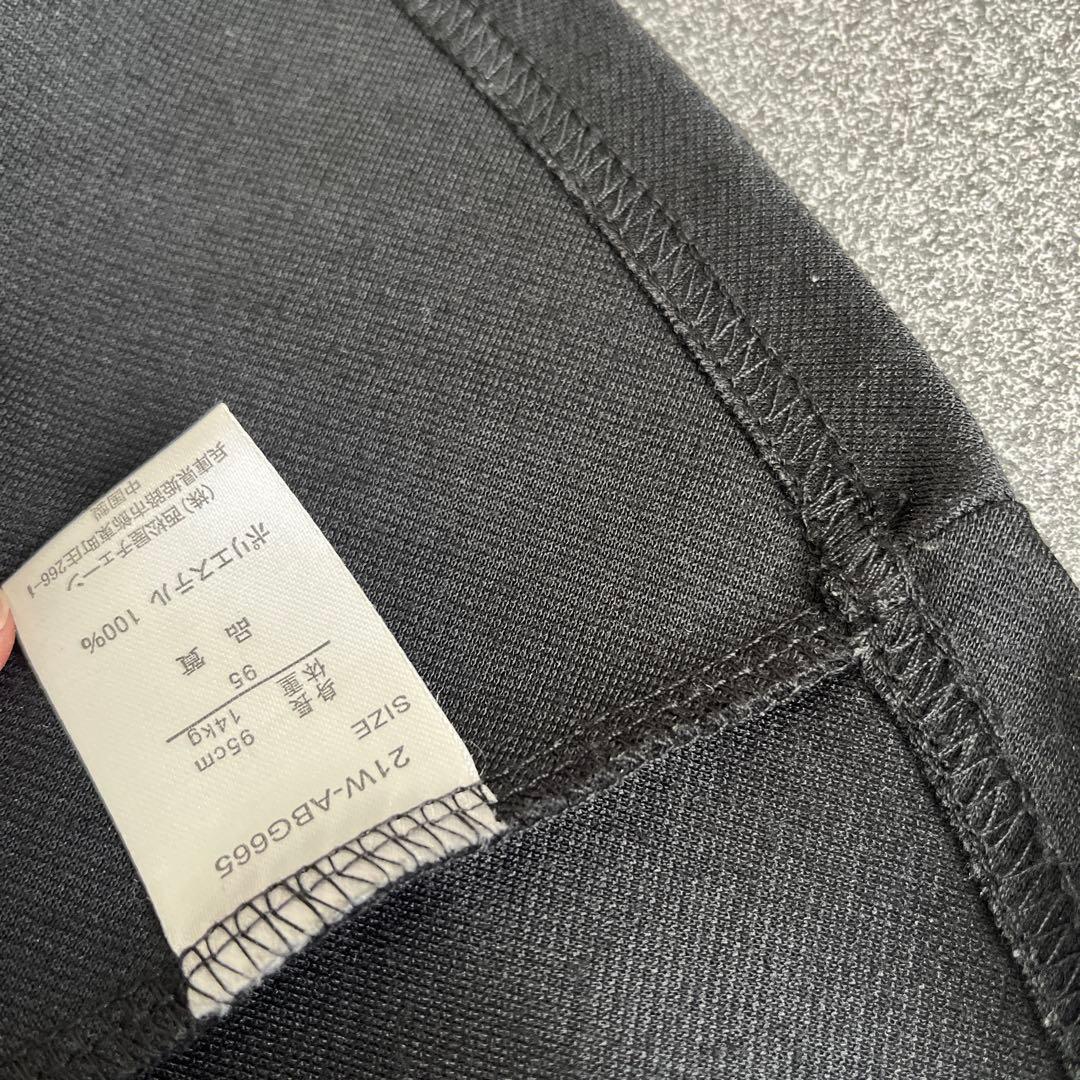 21W-ABG665
SIZE
身長 95cm
体重 14kg
95
品質
ポリエステル 100%
(株)西松屋チェーン
兵庫県姫路市飾東町庄266-1
中国製